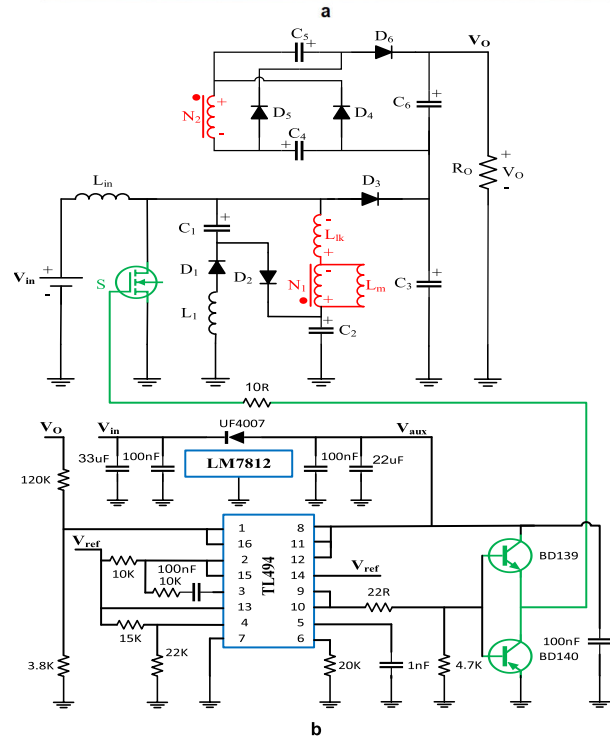 a
C5 + D6 VO
N2 + - D5 D4 C6 +
+ C4
RO + VO -
Lin D3
C1 + - Llk +
Vin + - S D1 D2 N1 - + Lm C3 +
L1 + C2
10R
VO Vin UF4007 Vaux
33uF 100nF LM7812 100nF 22uF
120K
Vref
TL494
1 8
16 11
10K 100nF 2 12 BD139
15 14 Vref
10K 3 9
13 10 22R
15K 4 5
7 6
3.8K 22K 20K 1nF 4.7K BD140 100nF
b